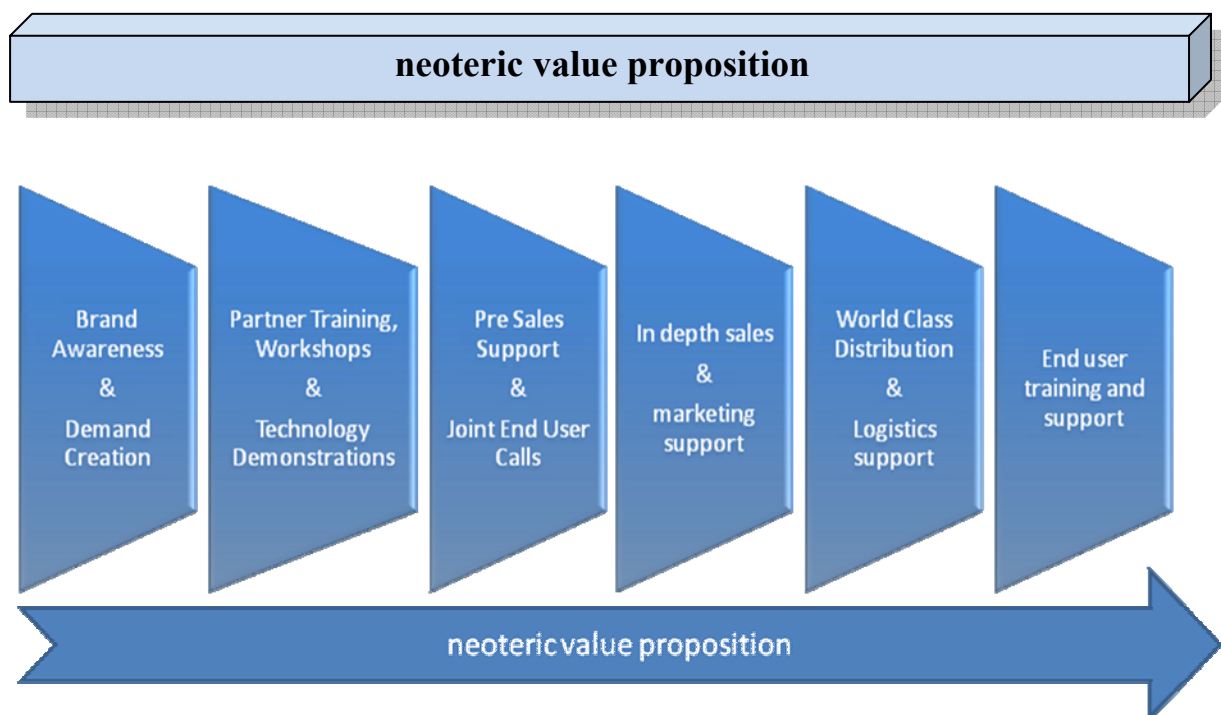 neoteric value proposition
Brand
Awareness
&
Demand
Creation
Partner Training,
Workshops
&
Technology
Demonstrations
Pre Sales
Support
&
Joint End User
Calls
In depth sales
&
marketing
support
World Class
Distribution
&
Logistics
support
End user
training and
support
neoteric value proposition